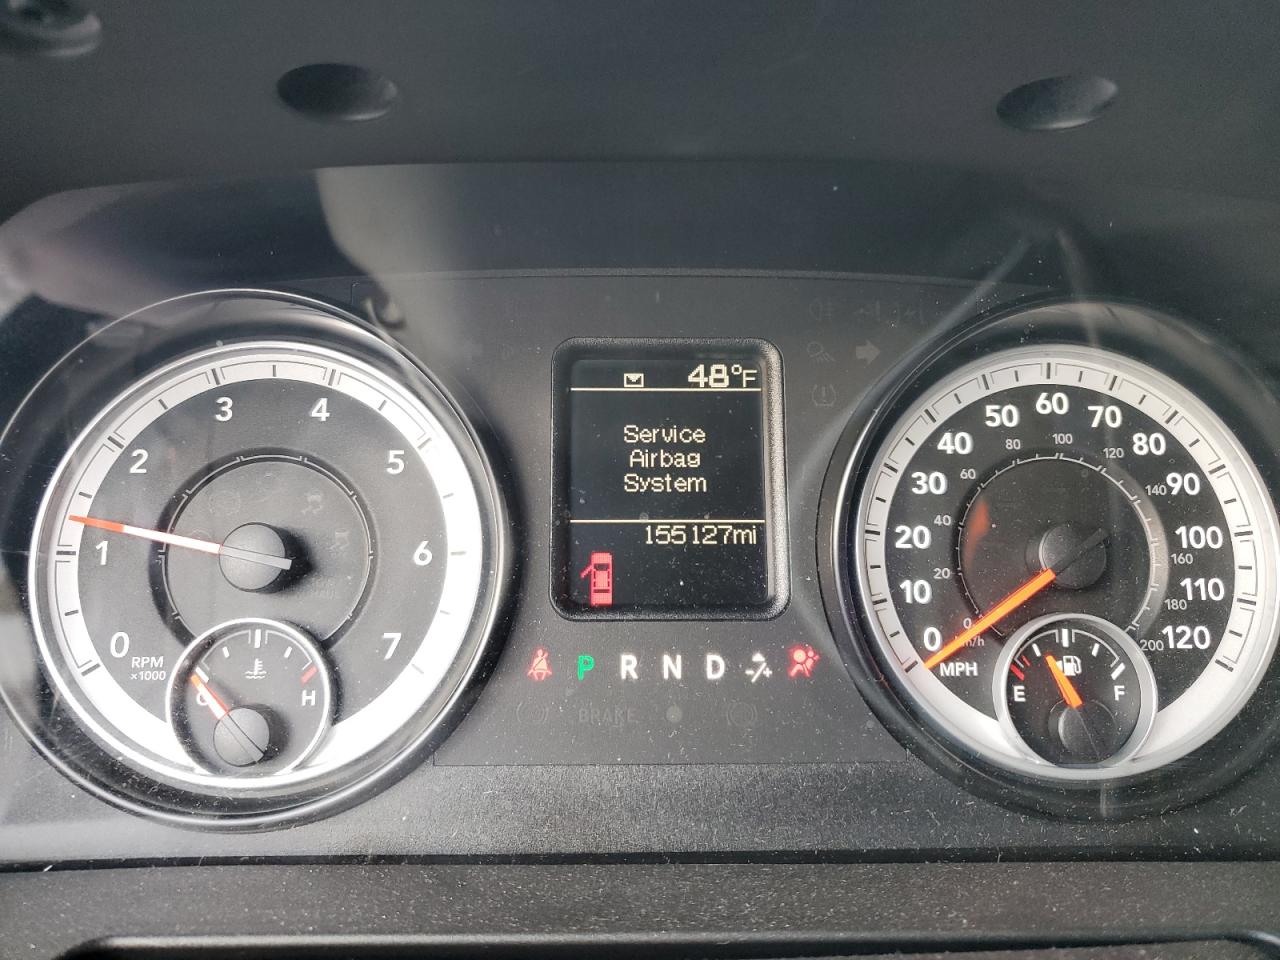 48°F
Service
Airbag
System
155127mi
P R N D -/+
BRAKE
0 1 2 3 4 5 6 7
RPM
×1000
C H
0 10 20 30 40 50 60 70 80 90 100 110 120
0 20 40 60 80 100 120 140 160 180 200
km/h
MPH
E F